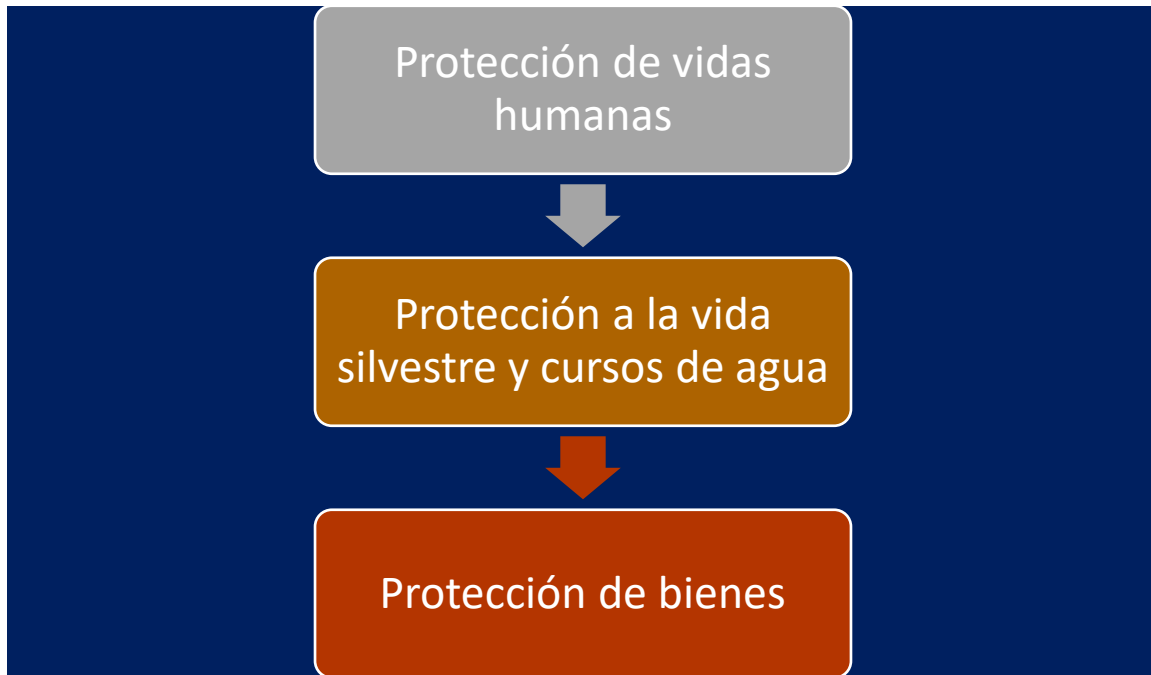 Protección de vidas
humanas
Protección a la vida
silvestre y cursos de agua
Protección de bienes